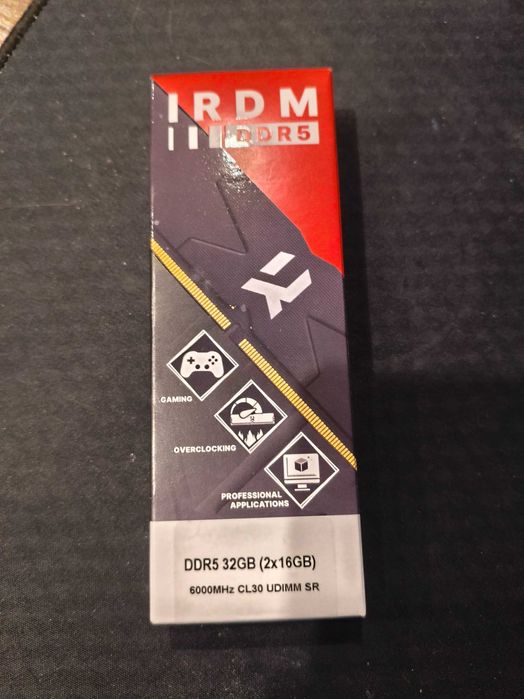 IRDM
DDR5
GAMING
OVERCLOCKING
PROFESSIONAL
APPLICATIONS
DDR5 32GB (2x16GB)
6000MHz CL30 UDIMM SR